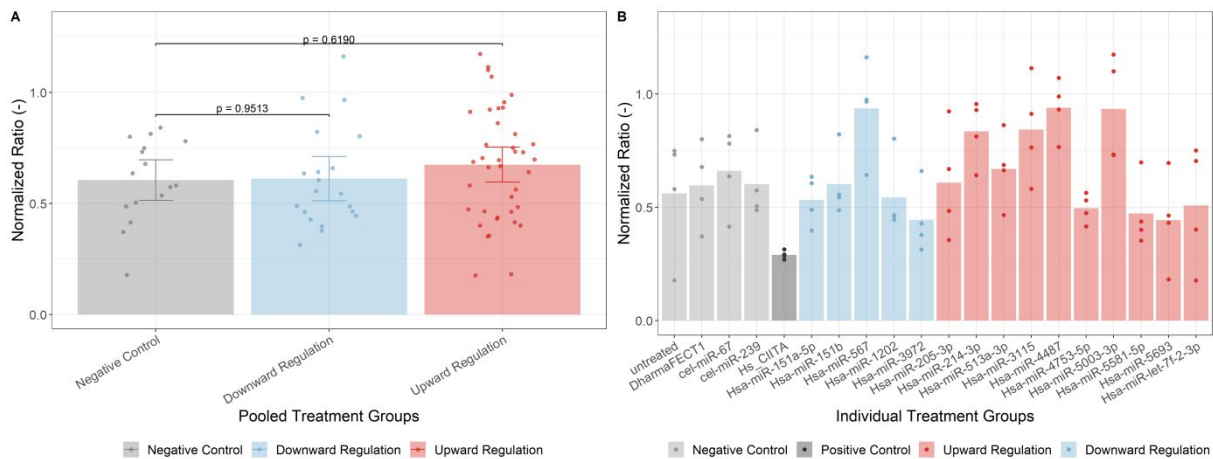 A
Normalized Ratio (-)
1.0
0.5
0.0
p = 0.6190
p = 0.9513
Negative Control
Downward Regulation
Upward Regulation
Pooled Treatment Groups
Negative Control Downward Regulation Upward Regulation
B
Normalized Ratio (-)
1.0
0.5
0.0
untreated
DharmaFECT1
cel-miR-67
cel-miR-239
Hs_CIITA
Hsa-miR-151a-5p
Hsa-miR-151b
Hsa-miR-567
Hsa-miR-1202
Hsa-miR-3972
Hsa-miR-205-3p
Hsa-miR-214-3p
Hsa-miR-513a-3p
Hsa-miR-3115
Hsa-miR-4487
Hsa-miR-4753-5p
Hsa-miR-5003-3p
Hsa-miR-5581-5p
Hsa-miR-5693
Hsa-miR-let-7f-2-3p
Individual Treatment Groups
Negative Control Positive Control Upward Regulation Downward Regulation